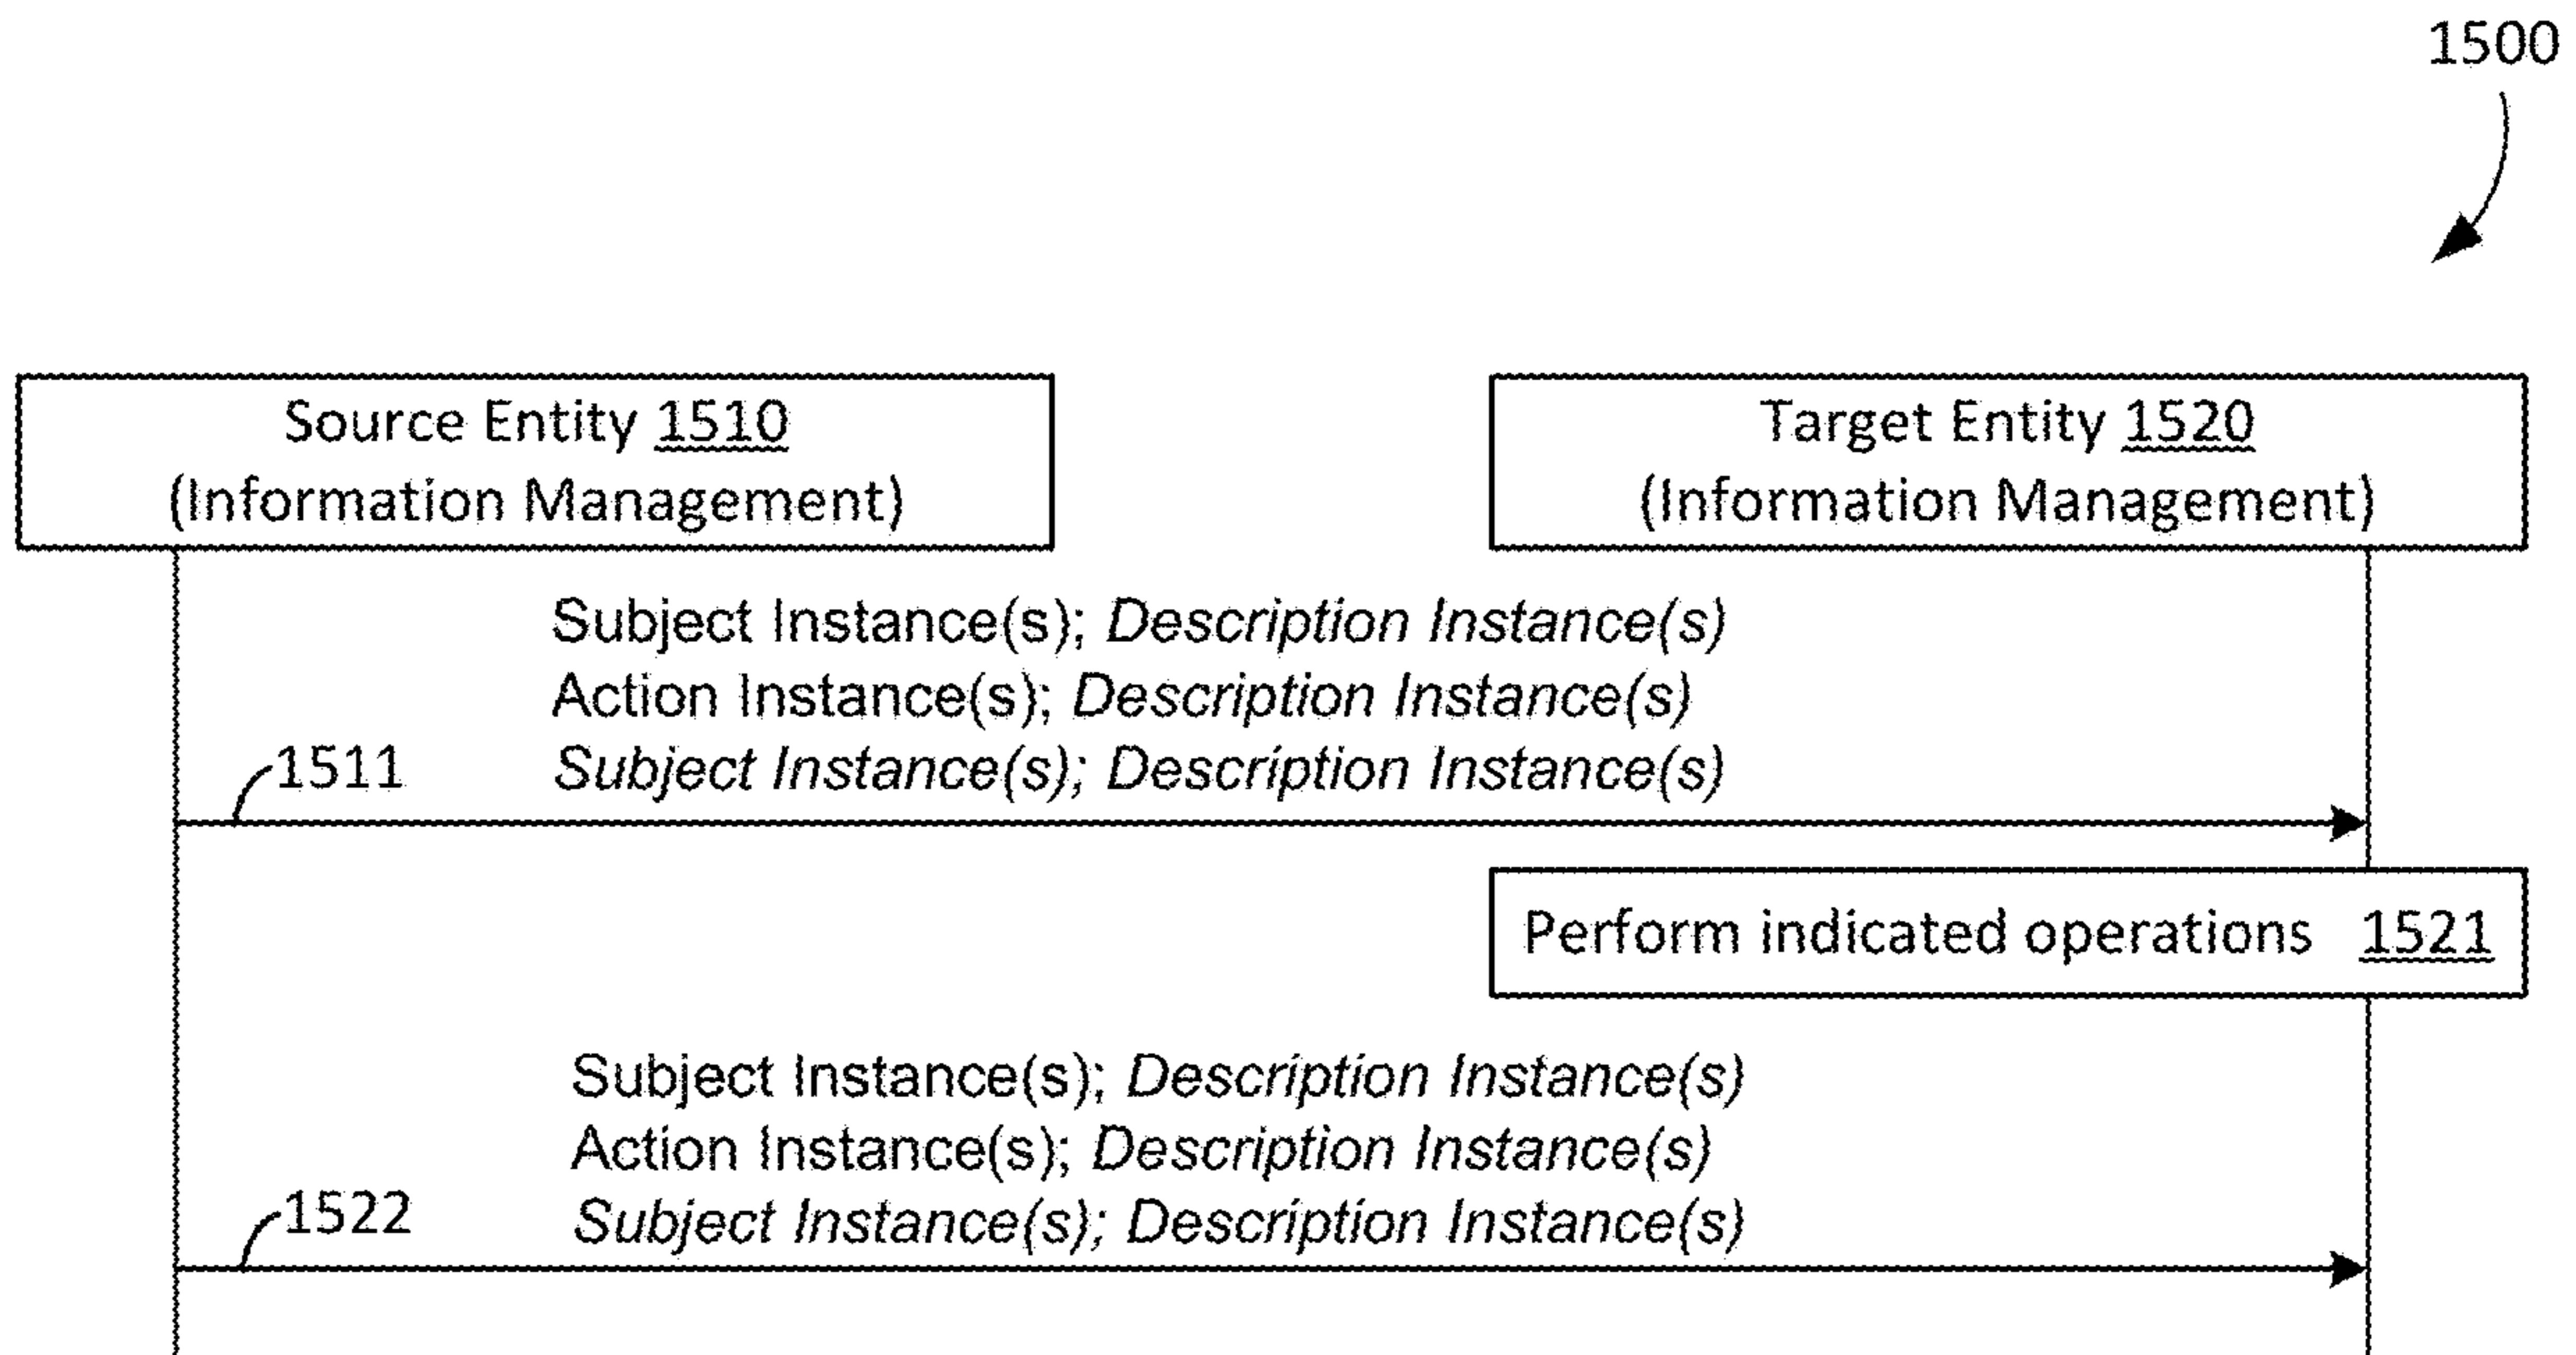 1500
Source Entity 1510
(Information Management)
Target Entity 1520
(Information Management)
Subject Instance(s); Description Instance(s)
Action Instance(s); Description Instance(s)
Subject Instance(s); Description Instance(s)
1511
Perform indicated operations 1521
Subject Instance(s); Description Instance(s)
Action Instance(s); Description Instance(s)
Subject Instance(s); Description Instance(s)
1522